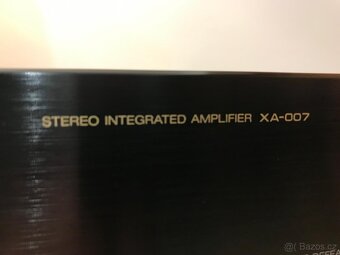 STEREO INTEGRATED AMPLIFIER XA-007
Bazos.cz